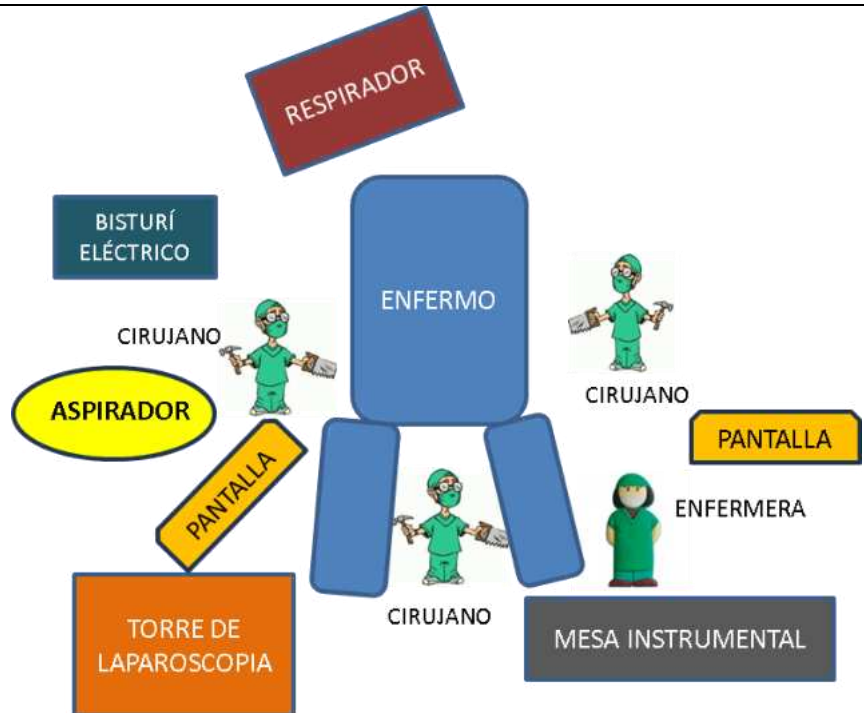 RESPIRADOR
BISTURÍ
ELÉCTRICO
ENFERMO
CIRUJANO
CIRUJANO
ASPIRADOR
PANTALLA
PANTALLA
ENFERMERA
CIRUJANO
TORRE DE
LAPAROSCOPIA
MESA INSTRUMENTAL